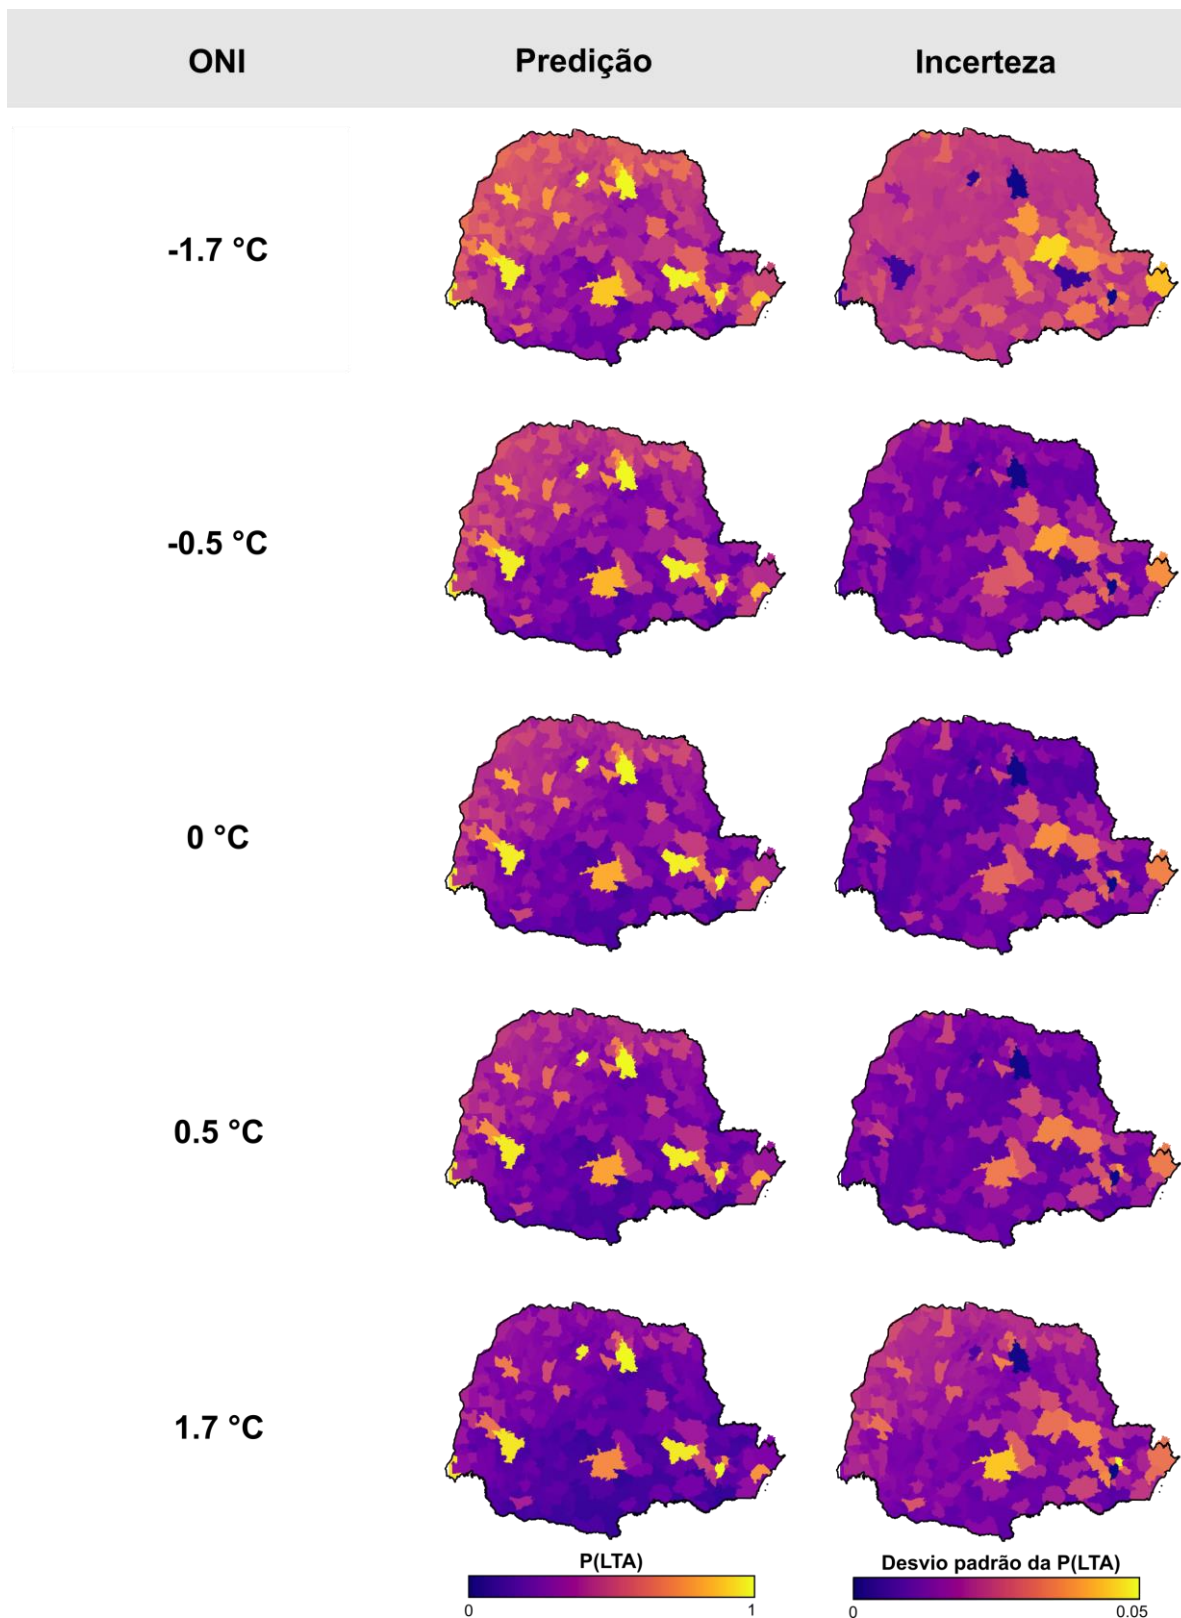 ONI Predição Incerteza
-1.7 °C
-0.5 °C
0 °C
0.5 °C
1.7 °C
P(LTA) Desvio padrão da P(LTA)
0 1 0 0.05